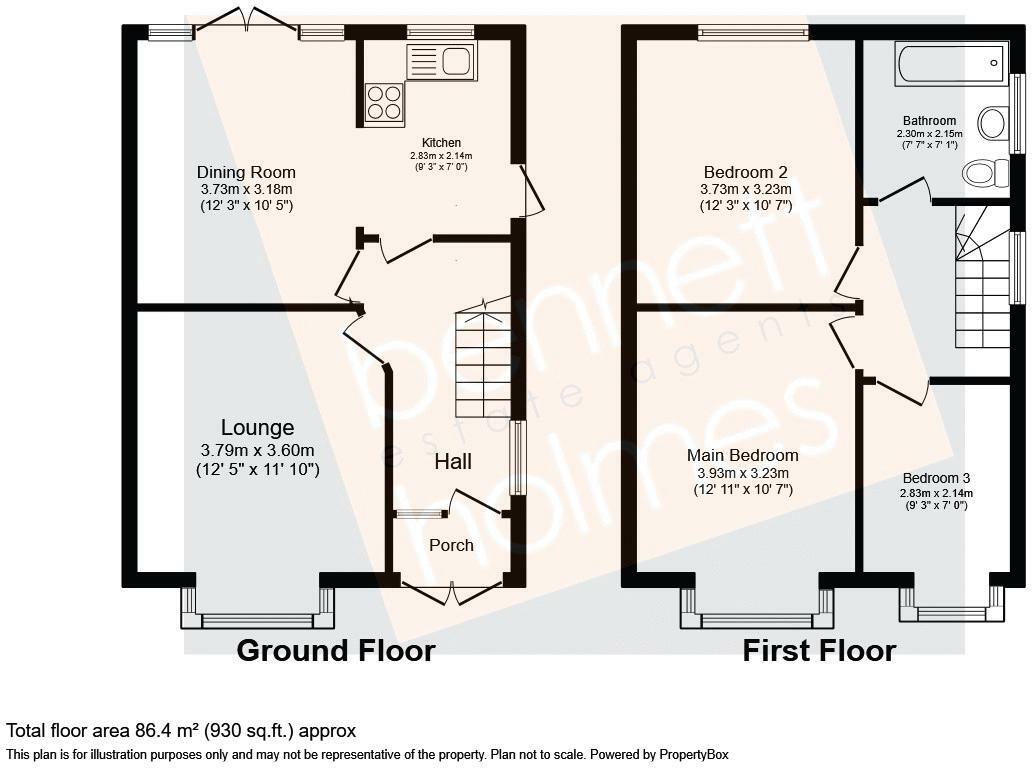 Kitchen
2.83m x 2.14m
(9' 3" x 7' 0")
Dining Room
3.73m x 3.18m
(12' 3" x 10' 5")
Lounge
3.79m x 3.60m
(12' 5" x 11' 10")
Hall
Porch
Ground Floor
Bathroom
2.30m x 2.15m
(7' 7" x 7' 1")
Bedroom 2
3.73m x 3.23m
(12' 3" x 10' 7")
Main Bedroom
3.93m x 3.23m
(12' 11" x 10' 7")
Bedroom 3
2.83m x 2.14m
(9' 3" x 7' 0")
First Floor
bennett
holmes
estate agents
Total floor area 86.4 m² (930 sq.ft.) approx
This plan is for illustration purposes only and may not be representative of the property. Plan not to scale. Powered by PropertyBox